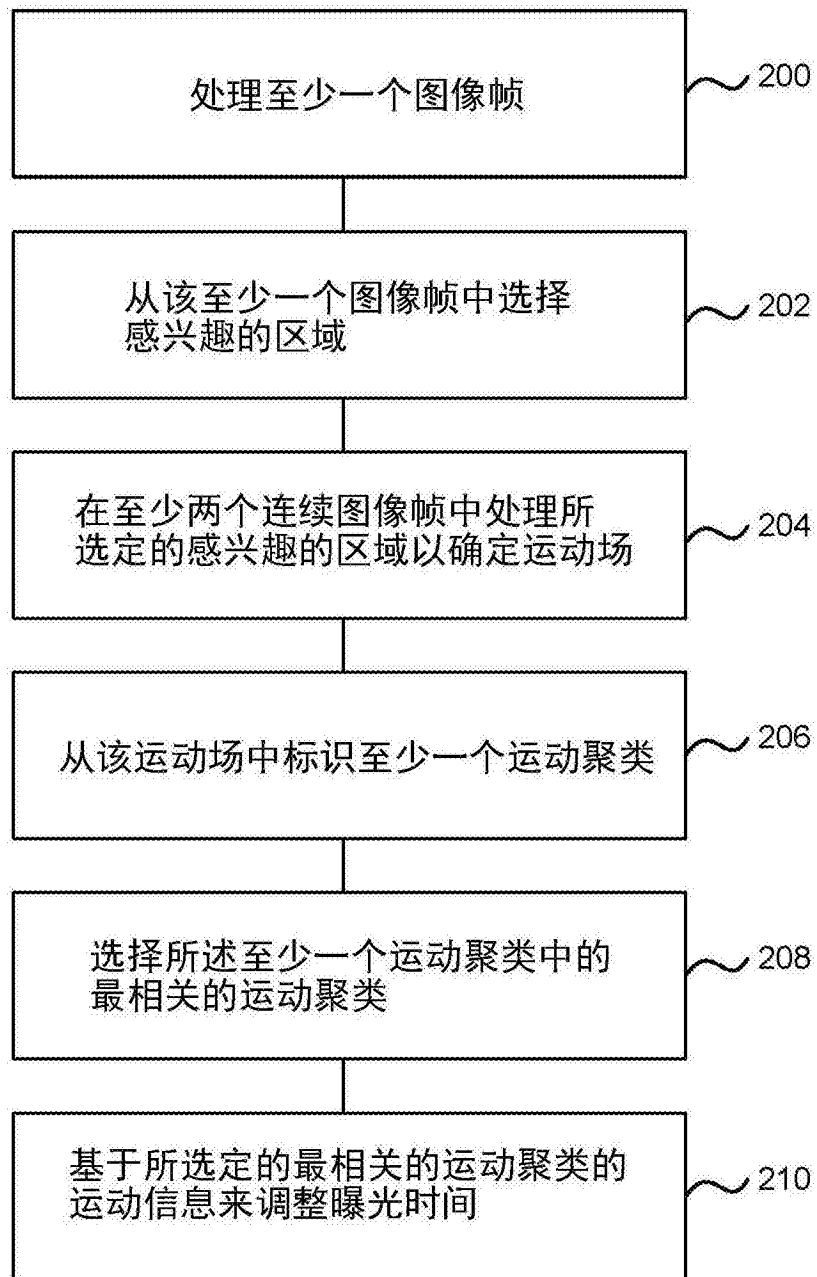 处理至少一个图像帧
200
从该至少一个图像帧中选择
感兴趣的区域
202
在至少两个连续图像帧中处理所
选定的感兴趣的区域以确定运动场
204
从该运动场中标识至少一个运动聚类
206
选择所述至少一个运动聚类中的
最相关的运动聚类
208
基于所选定的最相关的运动聚类的
运动信息来调整曝光时间
210